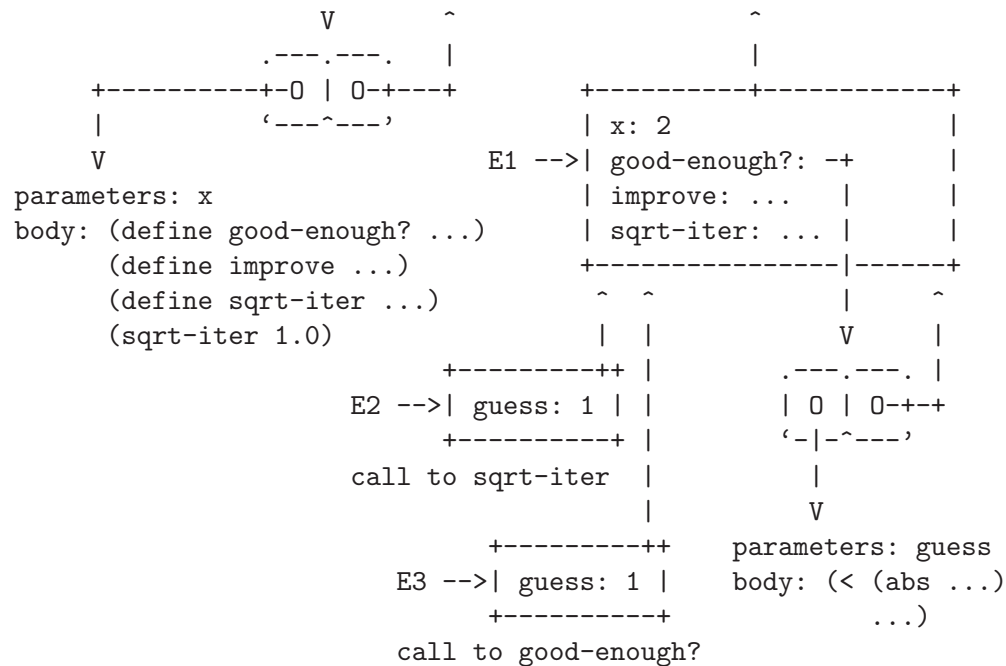 V         ^                   ^
                .---.---.     |                   |
     +----------+-O | O-+---+        +----------+------------+
     |          ‘---^---’            | x: 2                  |
     V                         E1 -->| good-enough?: -+      |
parameters: x                        | improve: ...   |      |
body: (define good-enough? ...)      | sqrt-iter: ... |      |
      (define improve ...)           +----------------|------+
      (define sqrt-iter ...)          ^  ^            |     ^
      (sqrt-iter 1.0)                 |  |            V     |
                            +---------++ |        .---.---. |
                      E2 -->| guess: 1 | |        | O | O-+-+
                            +----------+ |        ‘-|-^---’
                      call to sqrt-iter  |          |
                                         |          V
                               +---------++    parameters: guess
                         E3 -->| guess: 1 |    body: (< (abs ...)
                               +----------+             ...)
                         call to good-enough?